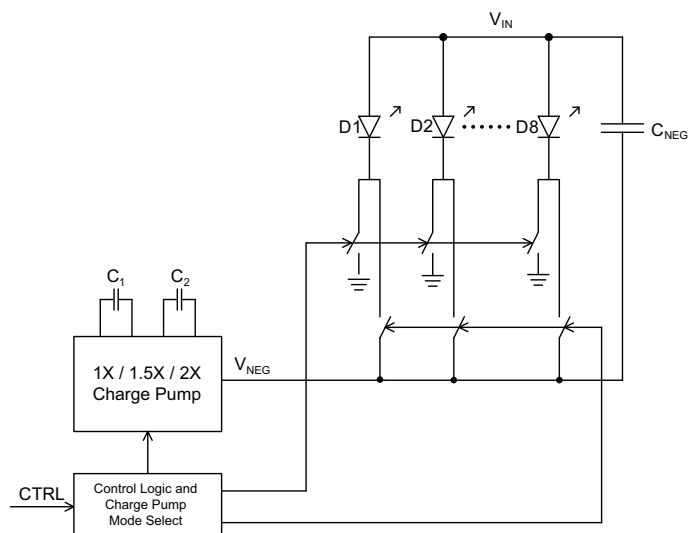 V_IN
D1
D2
D8
C_NEG
C_1
C_2
1X / 1.5X / 2X
Charge Pump
V_NEG
CTRL
Control Logic and
Charge Pump
Mode Select